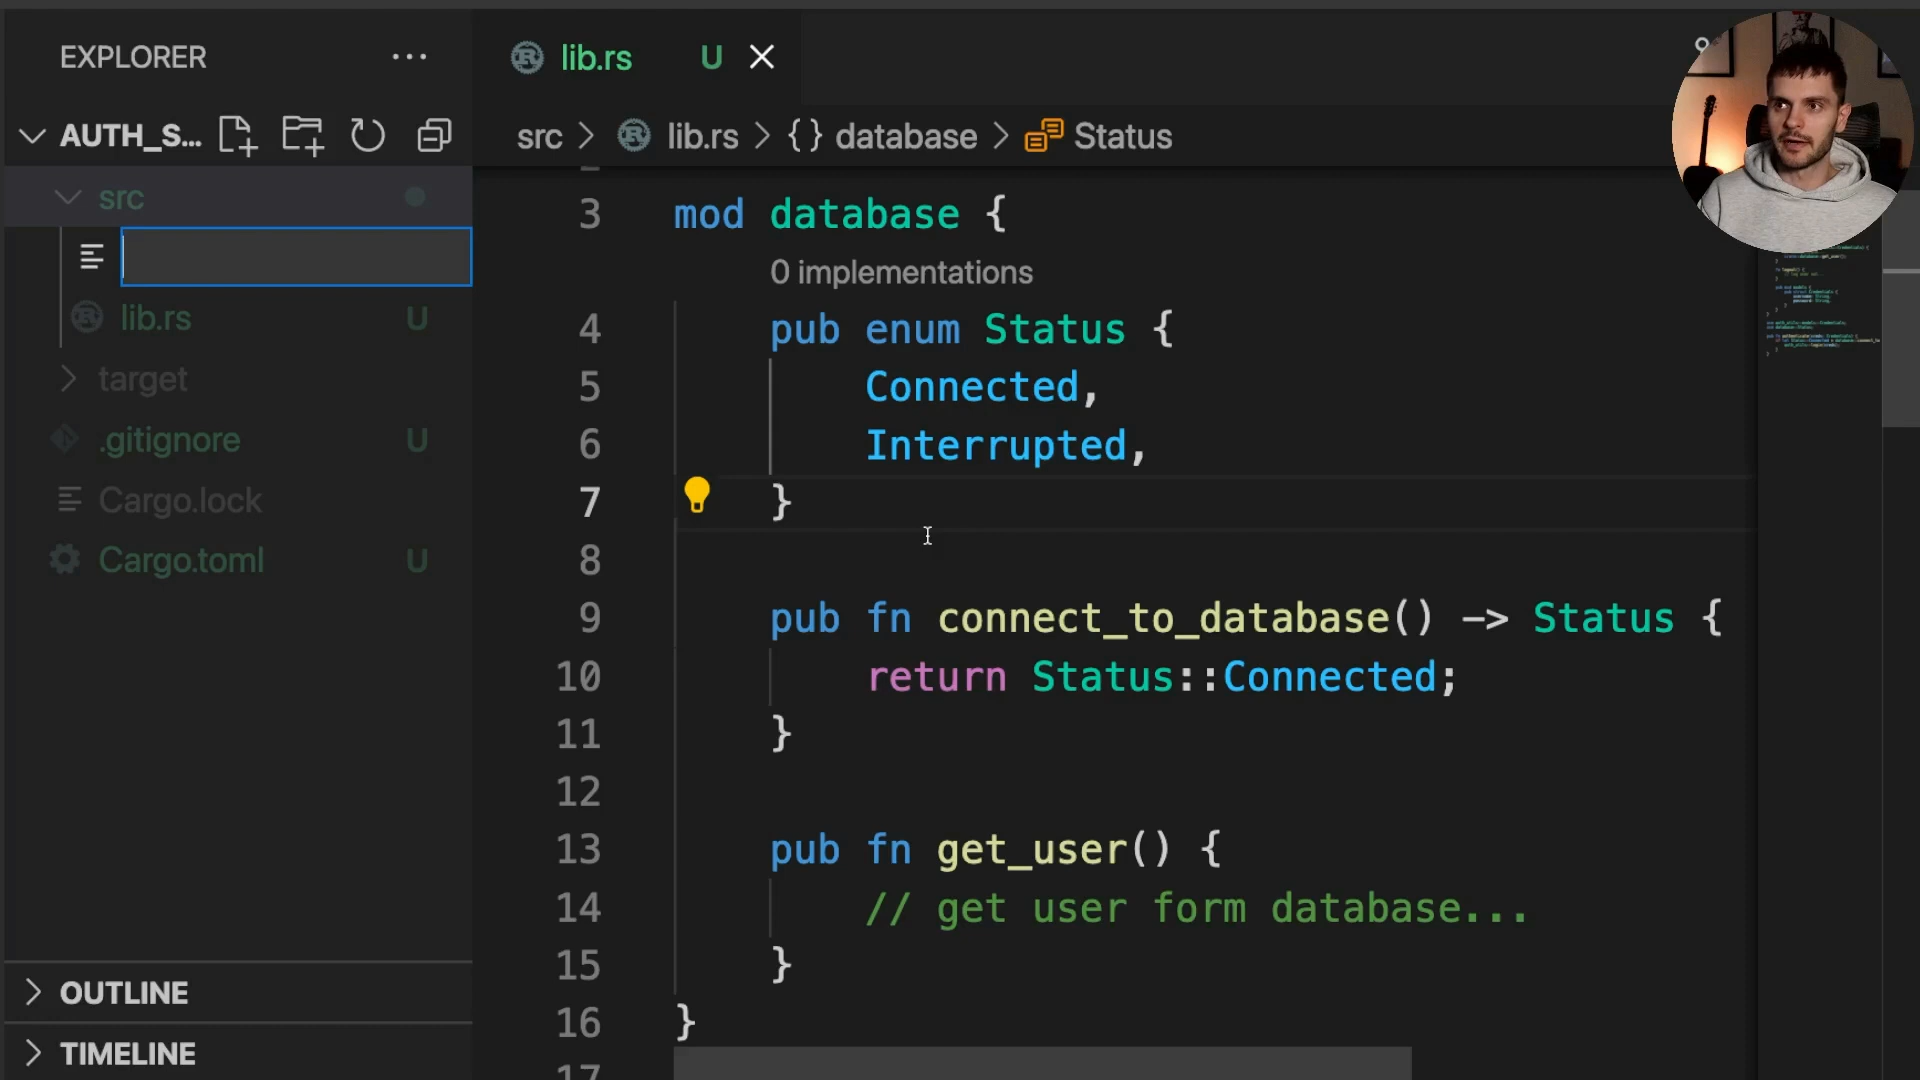 EXPLORER
lib.rs U
AUTH_S...
src > lib.rs > {} database > Status
src
lib.rs U
target
.gitignore U
Cargo.lock
Cargo.toml U
OUTLINE
TIMELINE
3 mod database {
0 implementations
4 pub enum Status {
5 Connected,
6 Interrupted,
7 }
8
9 pub fn connect_to_database() -> Status {
10 return Status::Connected;
11 }
12
13 pub fn get_user() {
14 // get user form database...
15 }
16 }
17